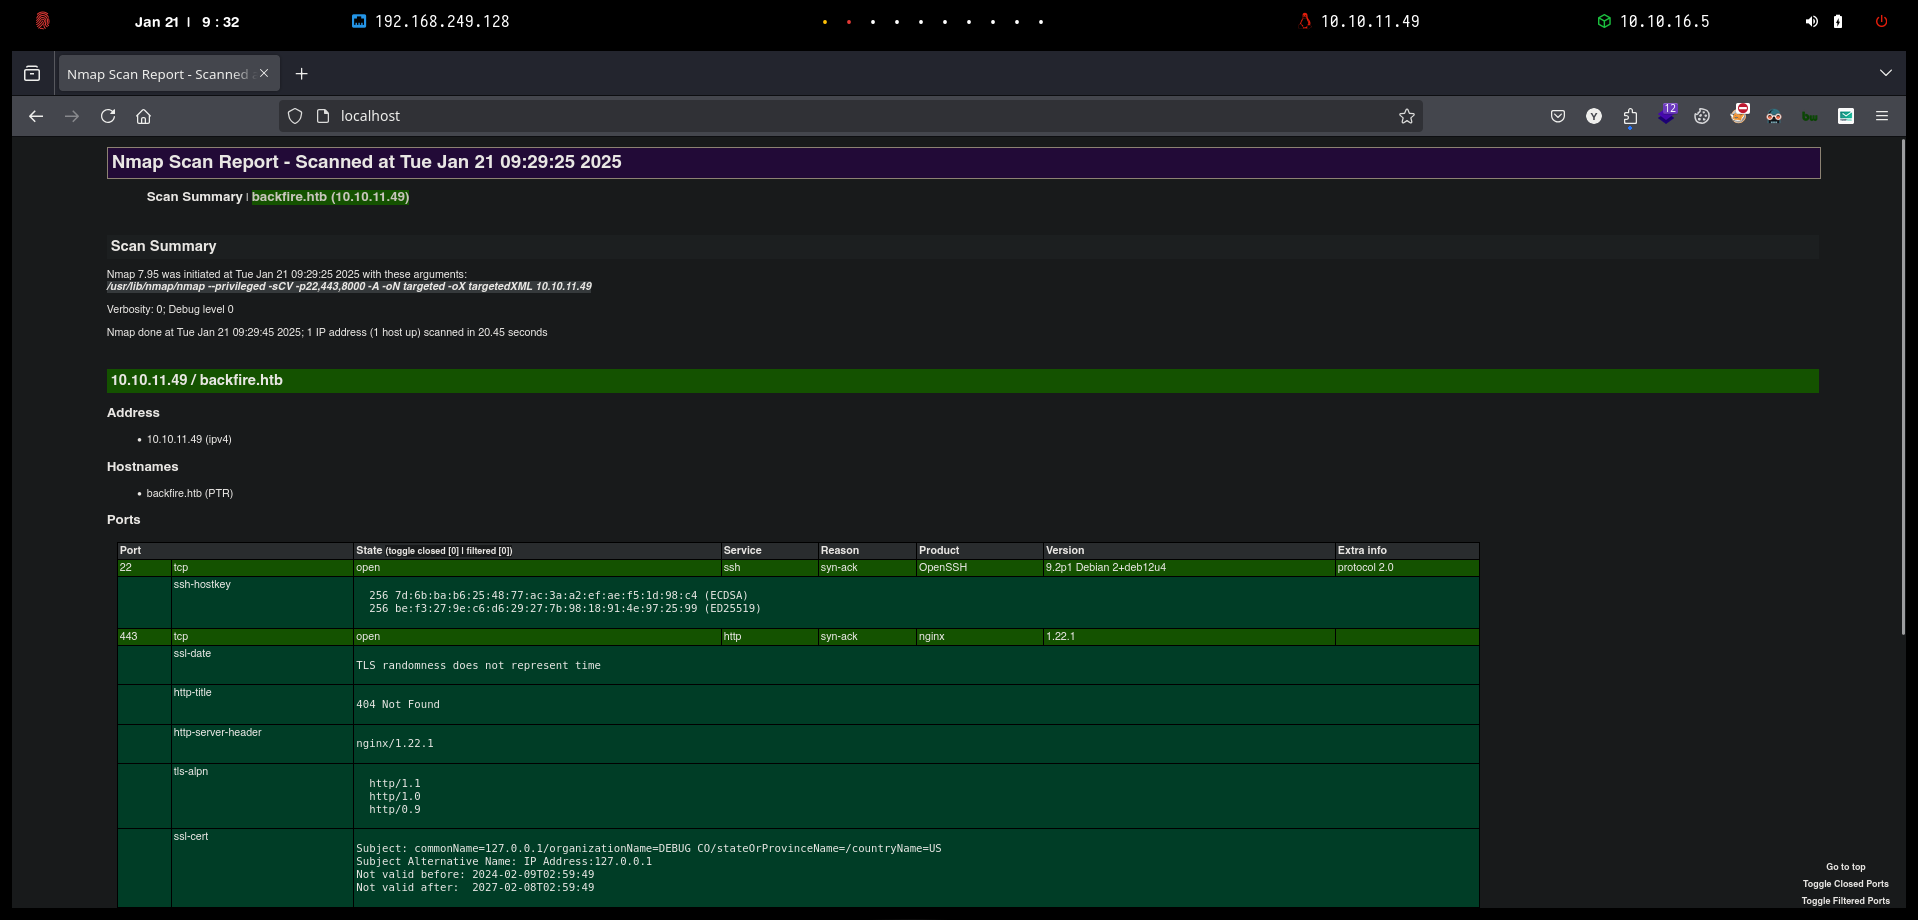 Jan 21 | 9 : 32 192.168.249.128 10.10.11.49 10.10.16.5
Nmap Scan Report - Scanned
localhost
12
Nmap Scan Report - Scanned at Tue Jan 21 09:29:25 2025
Scan Summary | backfire.htb (10.10.11.49)
Scan Summary
Nmap 7.95 was initiated at Tue Jan 21 09:29:25 2025 with these arguments:
/usr/lib/nmap/nmap --privileged -sCV -p22,443,8000 -A -oN targeted -oX targetedXML 10.10.11.49
Verbosity: 0; Debug level 0
Nmap done at Tue Jan 21 09:29:45 2025; 1 IP address (1 host up) scanned in 20.45 seconds
10.10.11.49 / backfire.htb
Address
• 10.10.11.49 (ipv4)
Hostnames
• backfire.htb (PTR)
Ports
Port State (toggle closed [0] | filtered [0]) Service Reason Product Version Extra info
22 tcp open ssh syn-ack OpenSSH 9.2p1 Debian 2+deb12u4 protocol 2.0
ssh-hostkey
256 7d:6b:ba:b6:25:48:77:ac:3a:a2:ef:ae:f5:1d:98:c4 (ECDSA)
256 be:f3:27:9e:c6:d6:29:27:7b:98:18:91:4e:97:25:99 (ED25519)
443 tcp open http syn-ack nginx 1.22.1
ssl-date
TLS randomness does not represent time
http-title
404 Not Found
http-server-header
nginx/1.22.1
tls-alpn
http/1.1
http/1.0
http/0.9
ssl-cert
Subject: commonName=127.0.0.1/organizationName=DEBUG CO/stateOrProvinceName=/countryName=US
Subject Alternative Name: IP Address:127.0.0.1
Not valid before: 2024-02-09T02:59:49
Not valid after:  2027-02-08T02:59:49
Go to top
Toggle Closed Ports
Toggle Filtered Ports